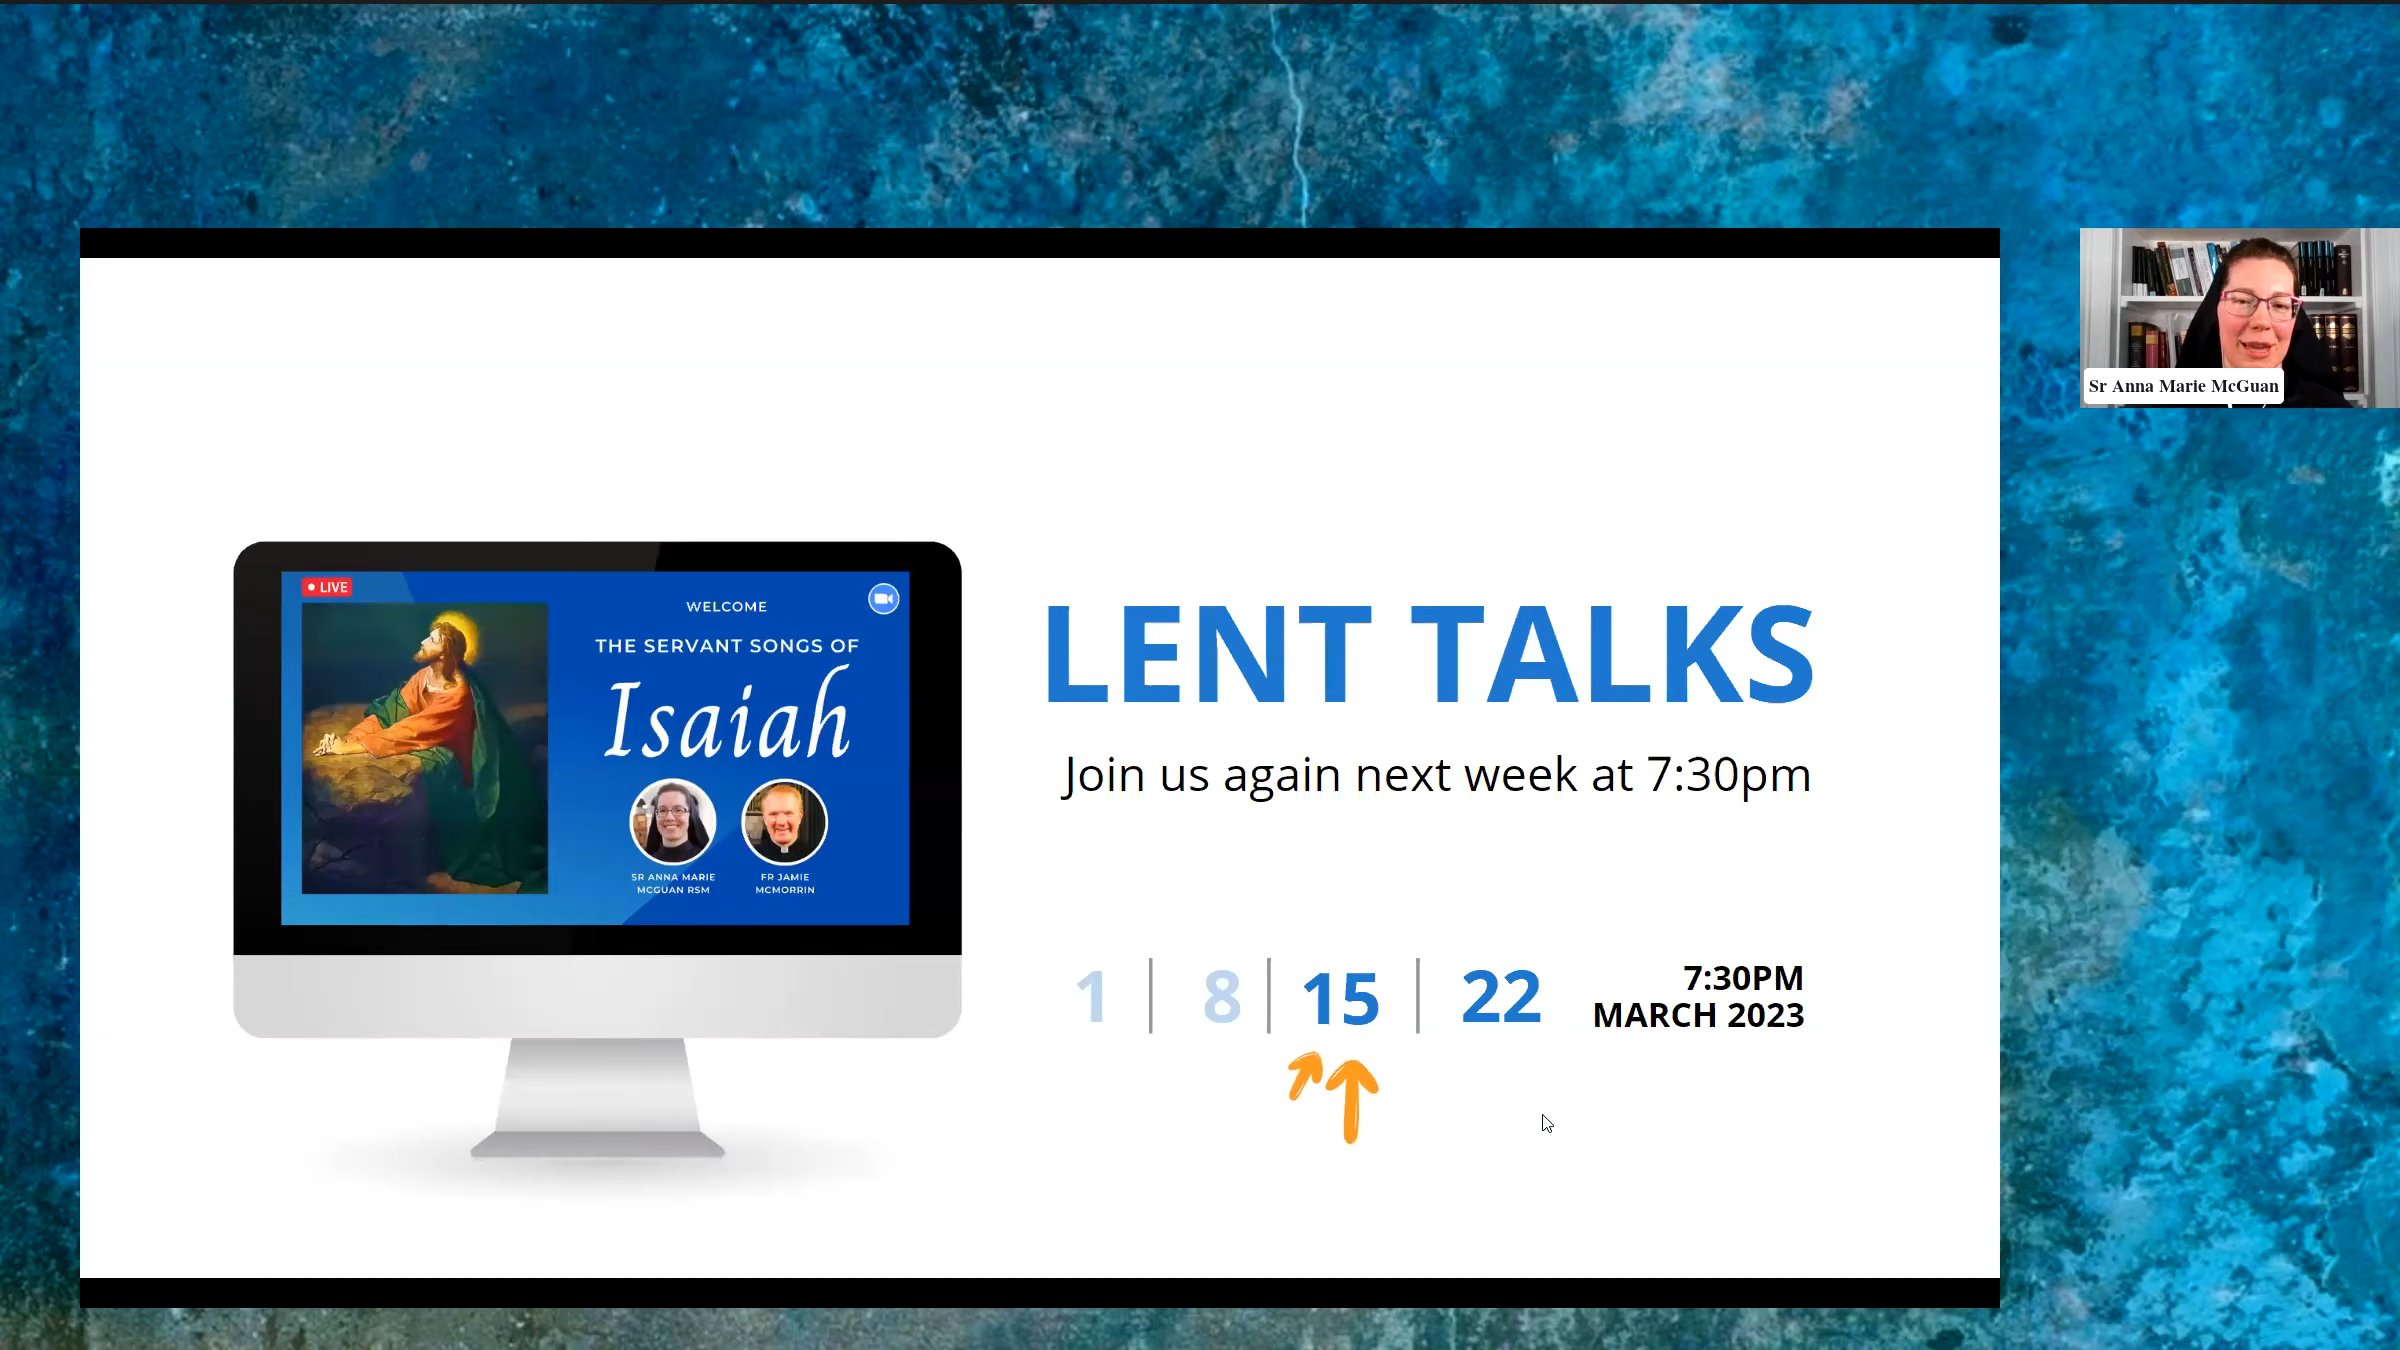 Sr Anna Marie McGuan
LIVE
WELCOME
THE SERVANT SONGS OF
Isaiah
SR ANNA MARIE
MCGUAN RSM
FR JAMIE
MCMORRIN
LENT TALKS
Join us again next week at 7:30pm
1 | 8 | 15 | 22
7:30PM
MARCH 2023